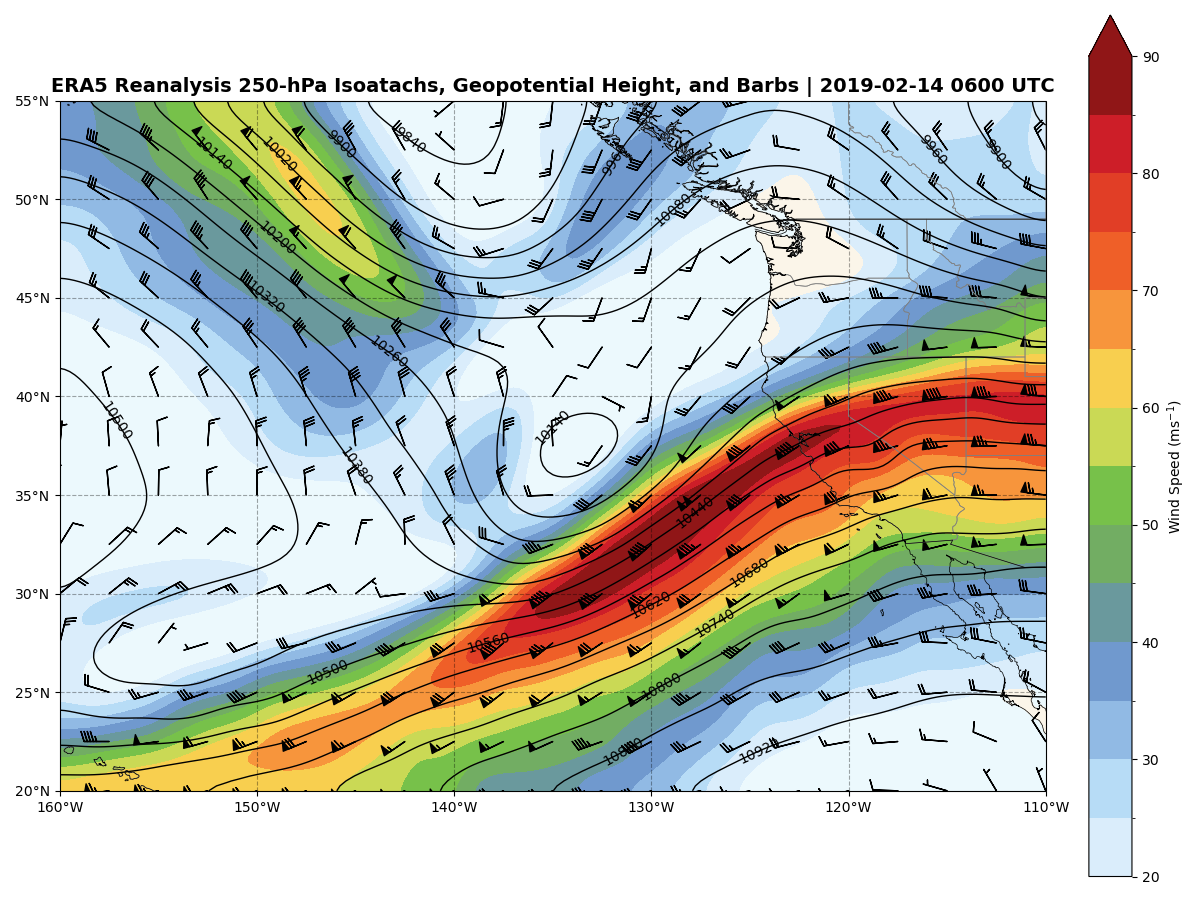 ERA5 Reanalysis 250-hPa Isoatachs, Geopotential Height, and Barbs | 2019-02-14 0600 UTC
90
55°N
9840
9900
9960
10140
10020
9900
80
50°N
10080
10200
70
10320
45°N
10260
60
Wind Speed (ms⁻¹)
40°N
10500
10140
10380
50
35°N
10440
10680
30°N
10620
10740
40
10560
10500
25°N
10800
30
10920
20°N
160°W 150°W 140°W 130°W 120°W 110°W
20